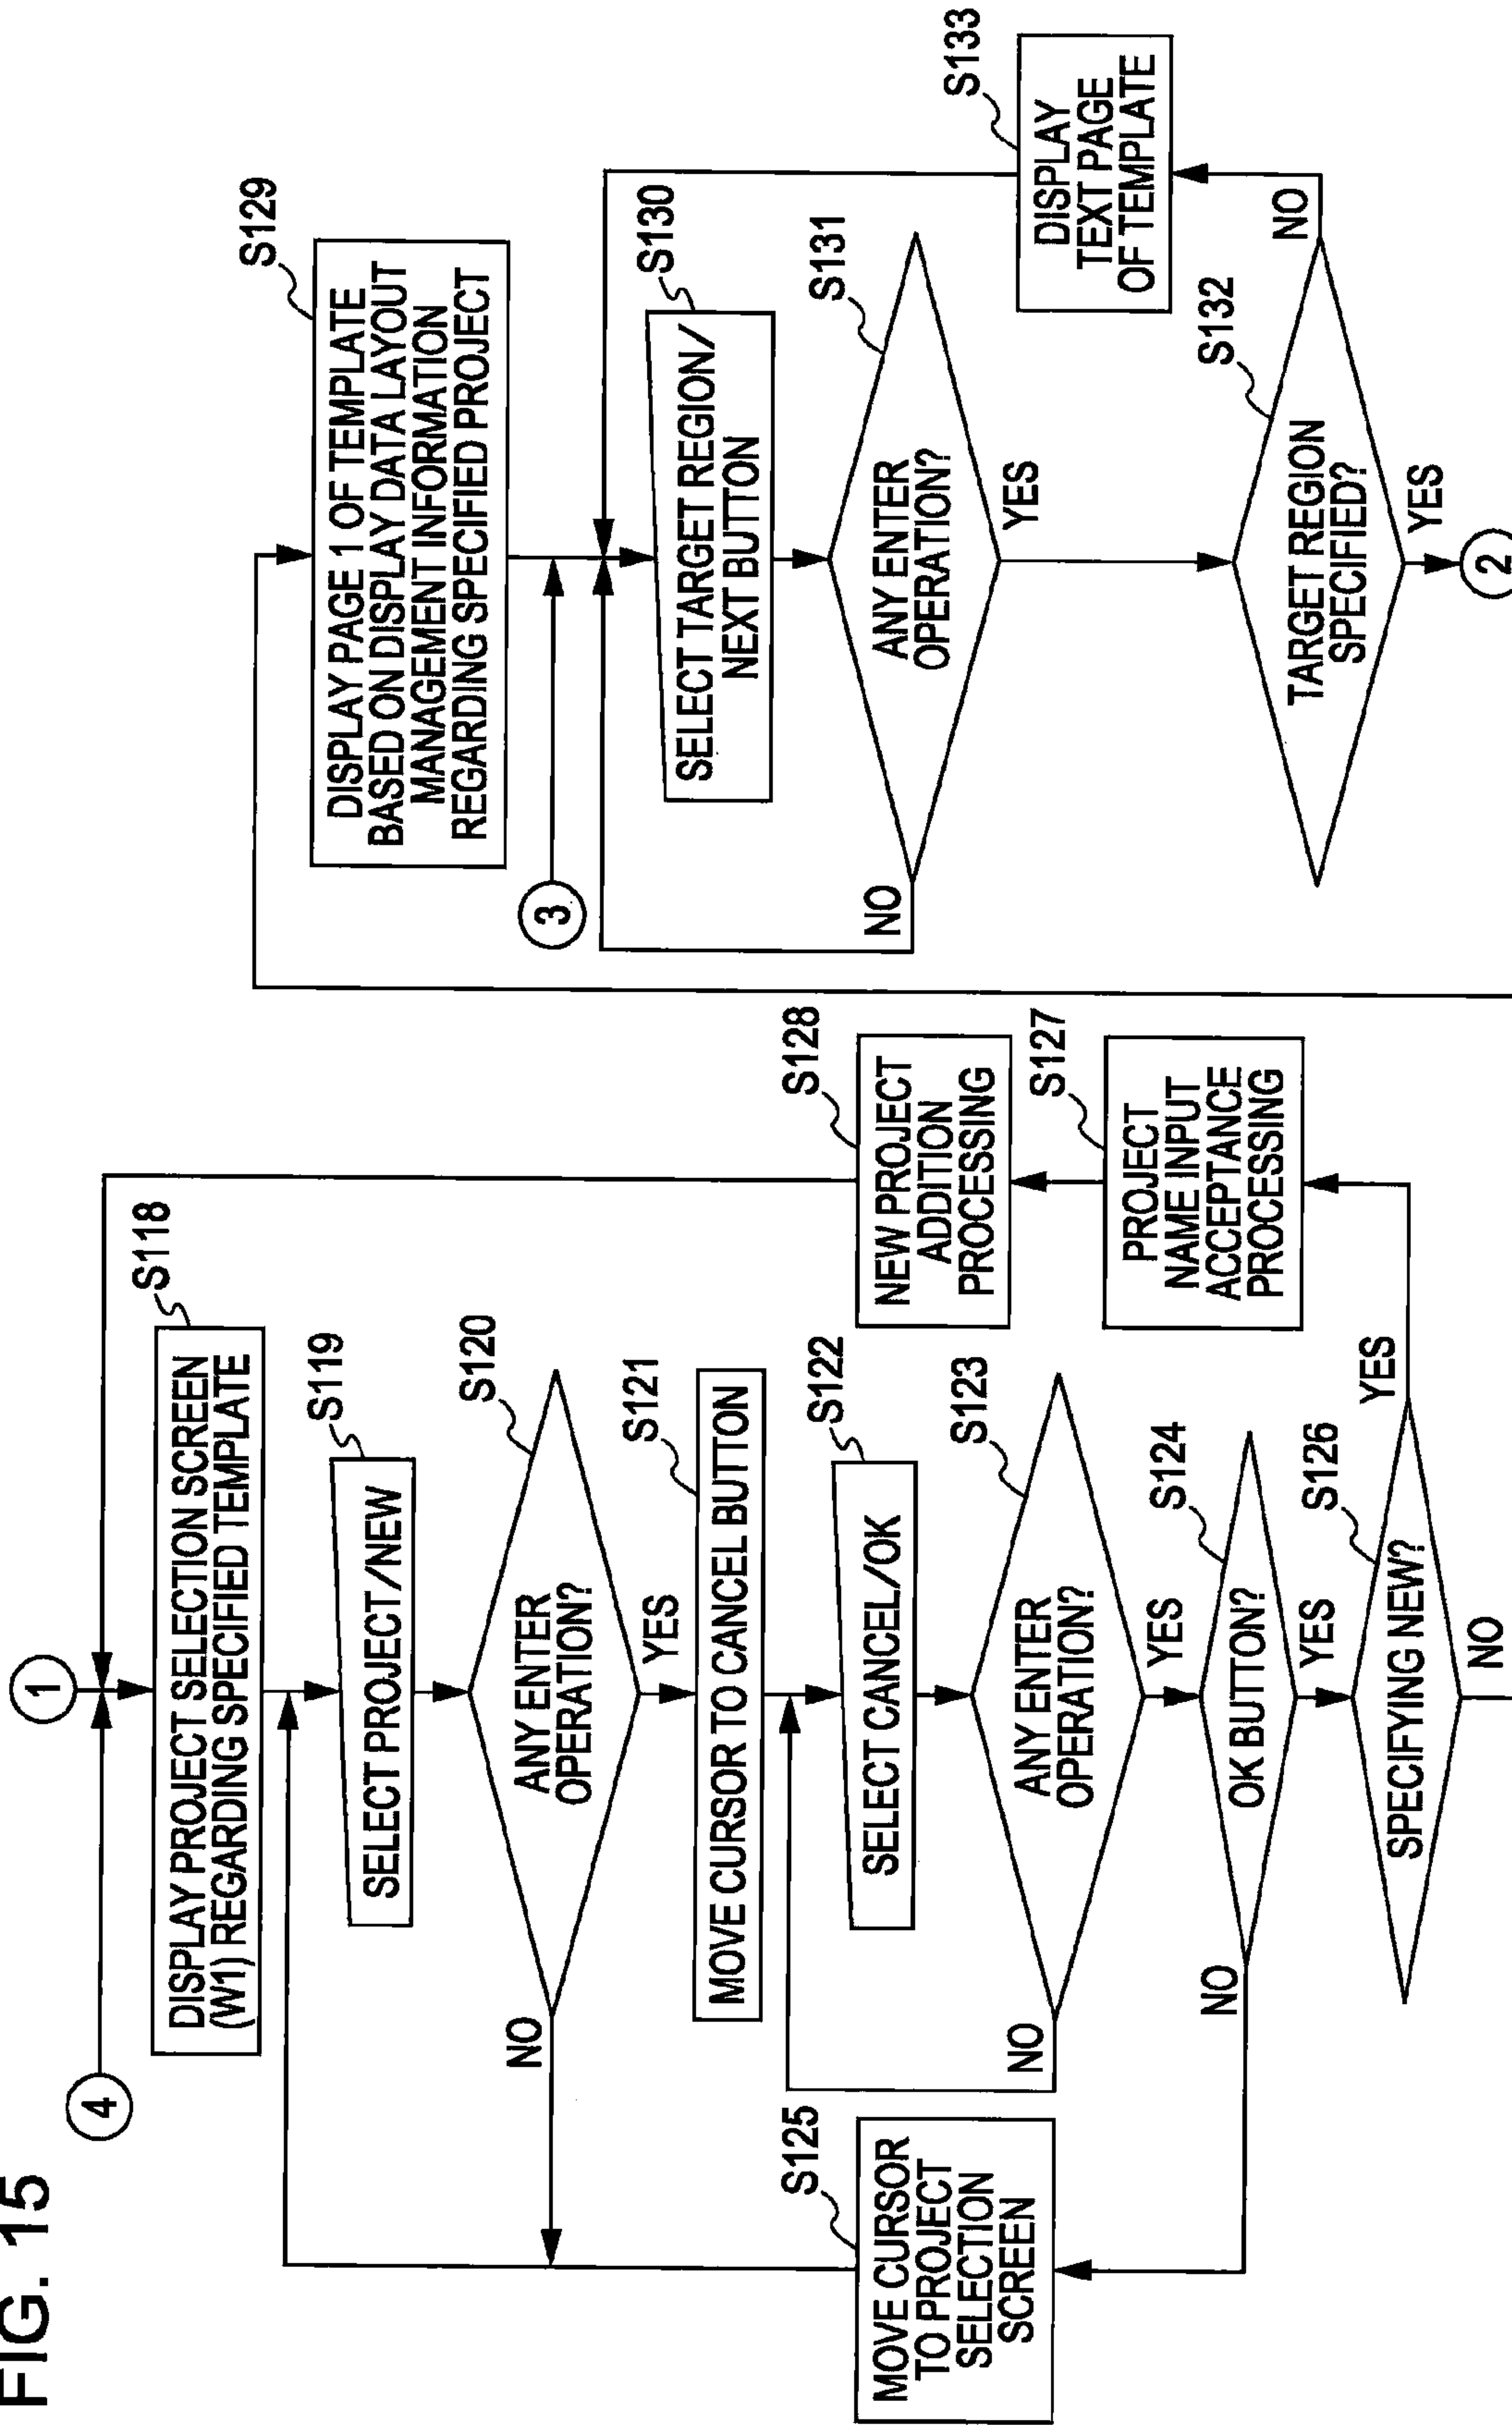 FIG. 15
4
1
S118
DISPLAY PROJECT SELECTION SCREEN
(W1) REGARDING SPECIFIED TEMPLATE
S119
SELECT PROJECT/NEW
S120
ANY ENTER
OPERATION?
NO
YES
S121
MOVE CURSOR TO CANCEL BUTTON
S122
SELECT CANCEL/OK
S123
ANY ENTER
OPERATION?
NO
YES
S124
OK BUTTON?
NO
YES
S125
MOVE CURSOR
TO PROJECT
SELECTION
SCREEN
S126
SPECIFYING NEW?
YES
NO
S127
PROJECT
NAME INPUT
ACCEPTANCE
PROCESSING
S128
NEW PROJECT
ADDITION
PROCESSING
S129
DISPLAY PAGE 1 OF TEMPLATE
BASED ON DISPLAY DATA LAYOUT
MANAGEMENT INFORMATION
REGARDING SPECIFIED PROJECT
3
S130
SELECT TARGET REGION/
NEXT BUTTON
S131
ANY ENTER
OPERATION?
NO
YES
S132
TARGET REGION
SPECIFIED?
NO
YES
S133
DISPLAY
TEXT PAGE
OF TEMPLATE
2